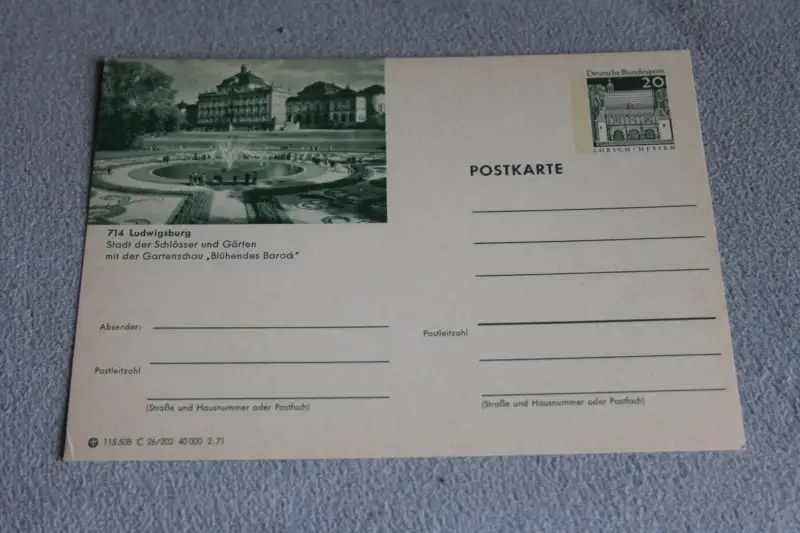 Deutsche Bundespost
20
LORSCH/HESSEN
POSTKARTE
714 Ludwigsburg
Stadt der Schlösser und Gärten
mit der Gartenschau „Blühendes Barock"
Absender:
Postleitzahl
(Straße und Hausnummer oder Postfach)
Postleitzahl
(Straße und Hausnummer oder Postfach)
115 608 C 26/202 40 000 2.71